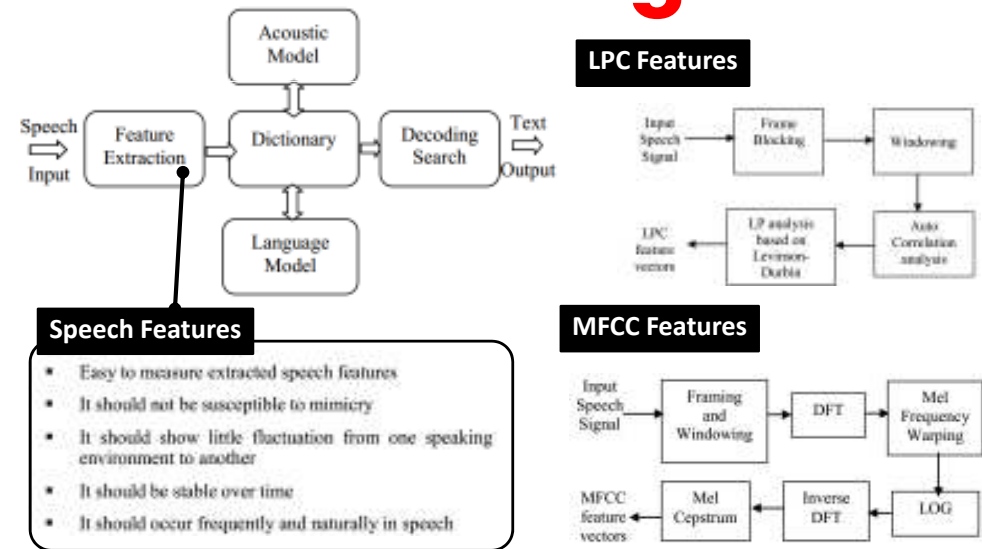 Acoustic
Model
Speech
Input
Feature
Extraction
Dictionary
Decoding
Search
Text
Output
Language
Model
Speech Features
▪ Easy to measure extracted speech features
▪ It should not be susceptible to mimicry
▪ It should show little fluctuation from one speaking
environment to another
▪ It should be stable over time
▪ It should occur frequently and naturally in speech
LPC Features
Input
Speech
Signal
Frame
Blocking
Windowing
Auto
Correlation
analysis
LP analysis
based on
Levinson-
Durbin
LPC
feature
vectors
MFCC Features
Input
Speech
Signal
Framing
and
Windowing
DFT
Mel
Frequency
Warping
LOG
Inverse
DFT
Mel
Cepstrum
MFCC
feature
vectors